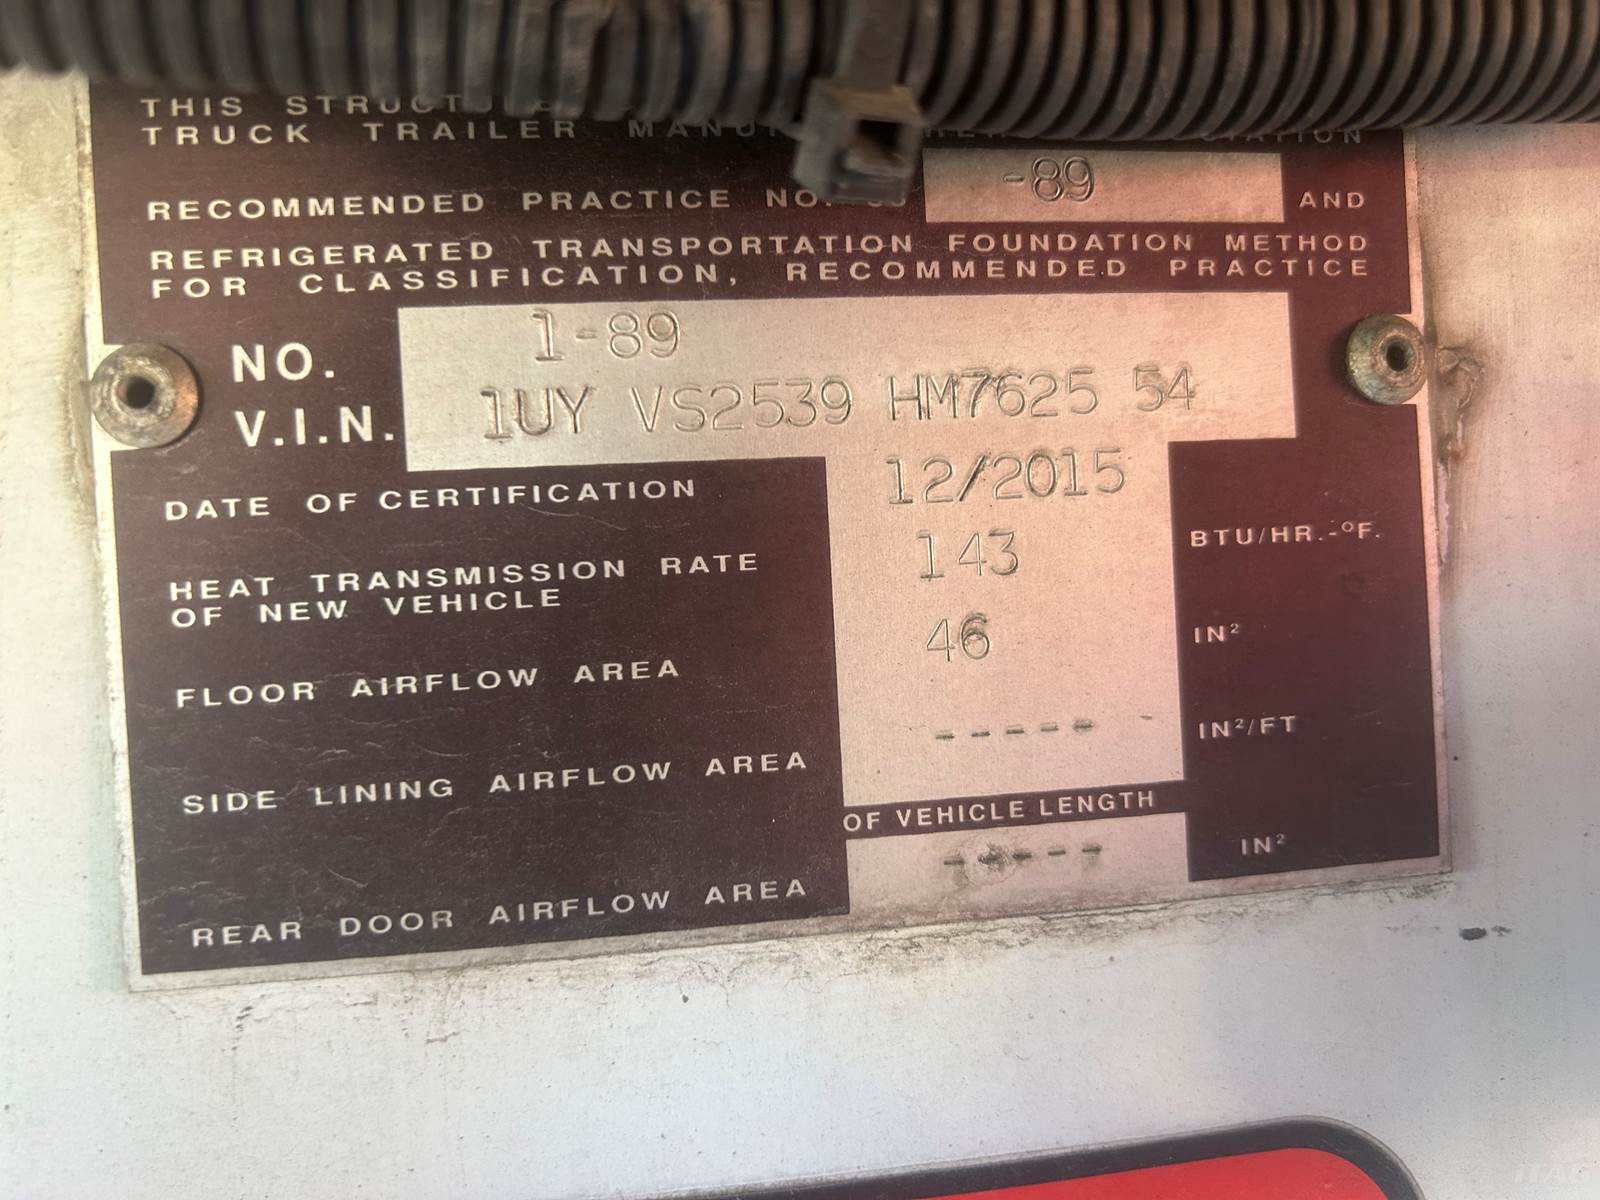 THIS
TRUCK TRAILER
RECOMMENDED PRACTICE NO. -89 AND
REFRIGERATED TRANSPORTATION FOUNDATION METHOD
FOR CLASSIFICATION, RECOMMENDED PRACTICE
NO. 1-89
V.I.N. 1UY VS2539 HM7625 54
DATE OF CERTIFICATION 12/2015
HEAT TRANSMISSION RATE
OF NEW VEHICLE 143 BTU/HR.-°F.
FLOOR AIRFLOW AREA 46 IN²
SIDE LINING AIRFLOW AREA ----- IN²/FT
OF VEHICLE LENGTH
REAR DOOR AIRFLOW AREA ----- IN²